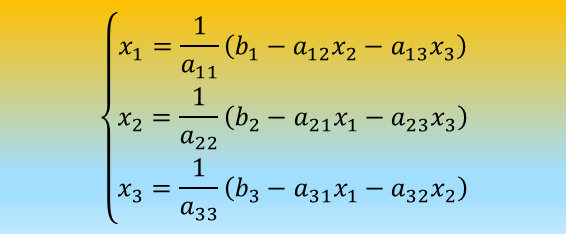 x₁ = 1/a₁₁ (b₁ − a₁₂x₂ − a₁₃x₃)
x₂ = 1/a₂₂ (b₂ − a₂₁x₁ − a₂₃x₃)
x₃ = 1/a₃₃ (b₃ − a₃₁x₁ − a₃₂x₂)